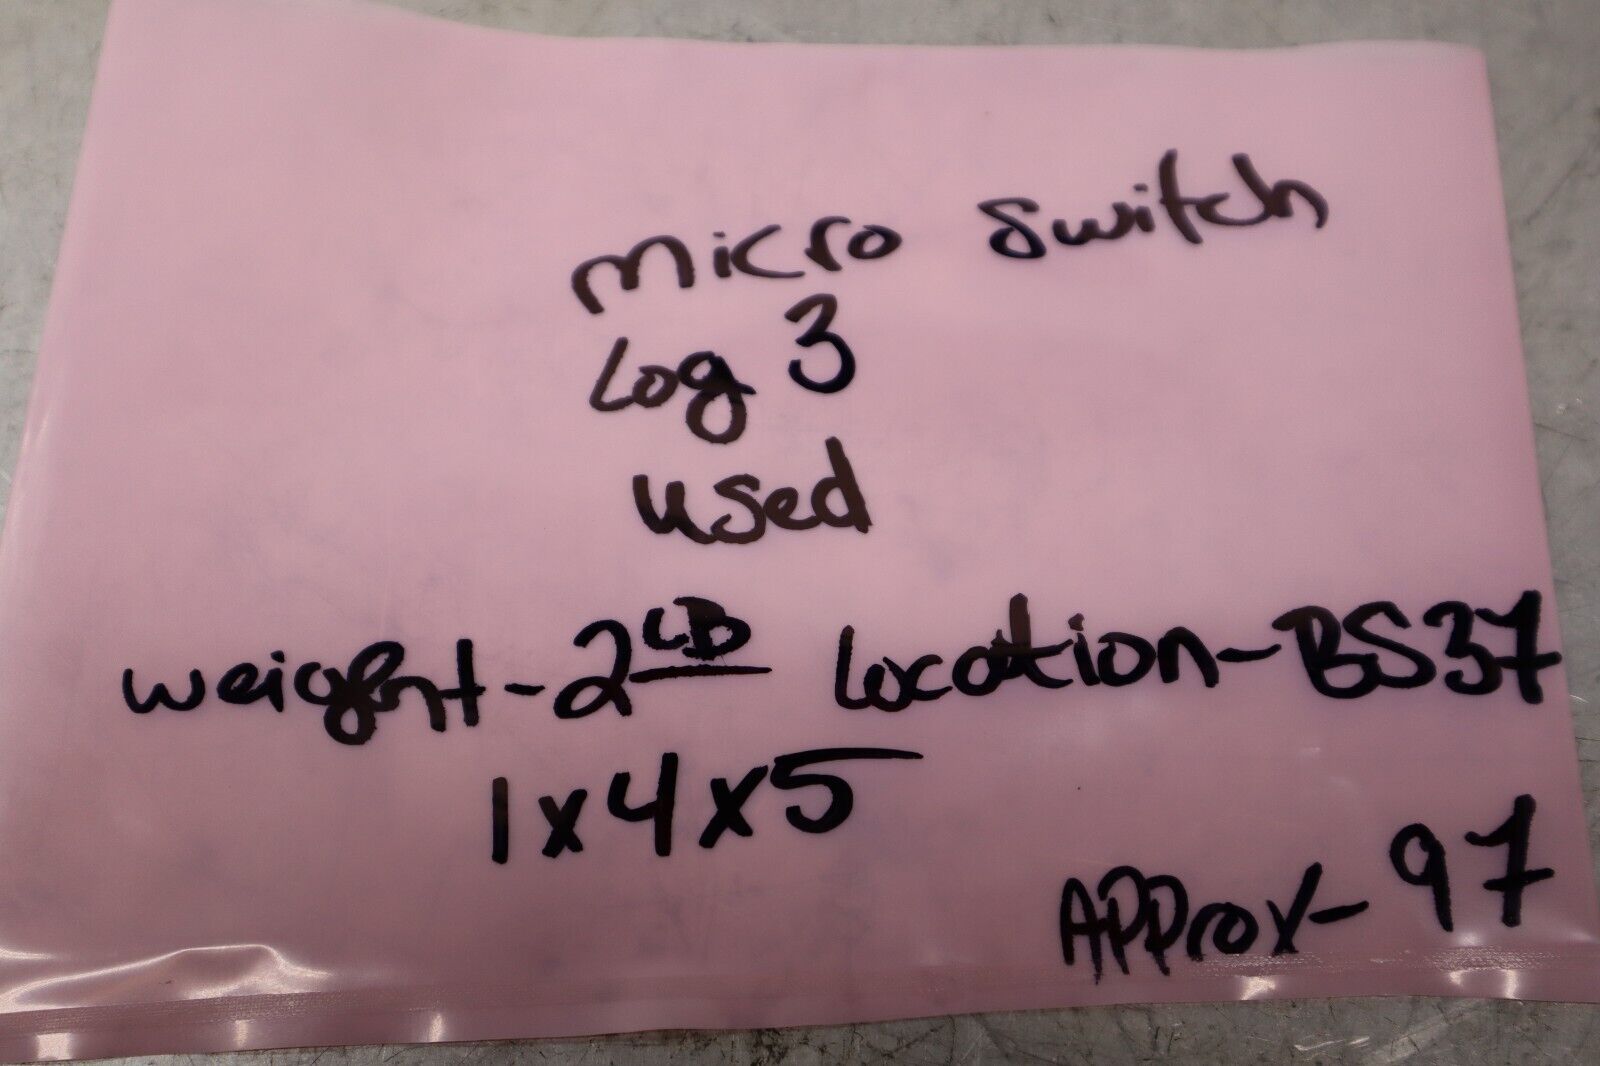 Micro Switch
Log 3
Used
Weight-2LB Location-BS37
1x4x5
Approx-97